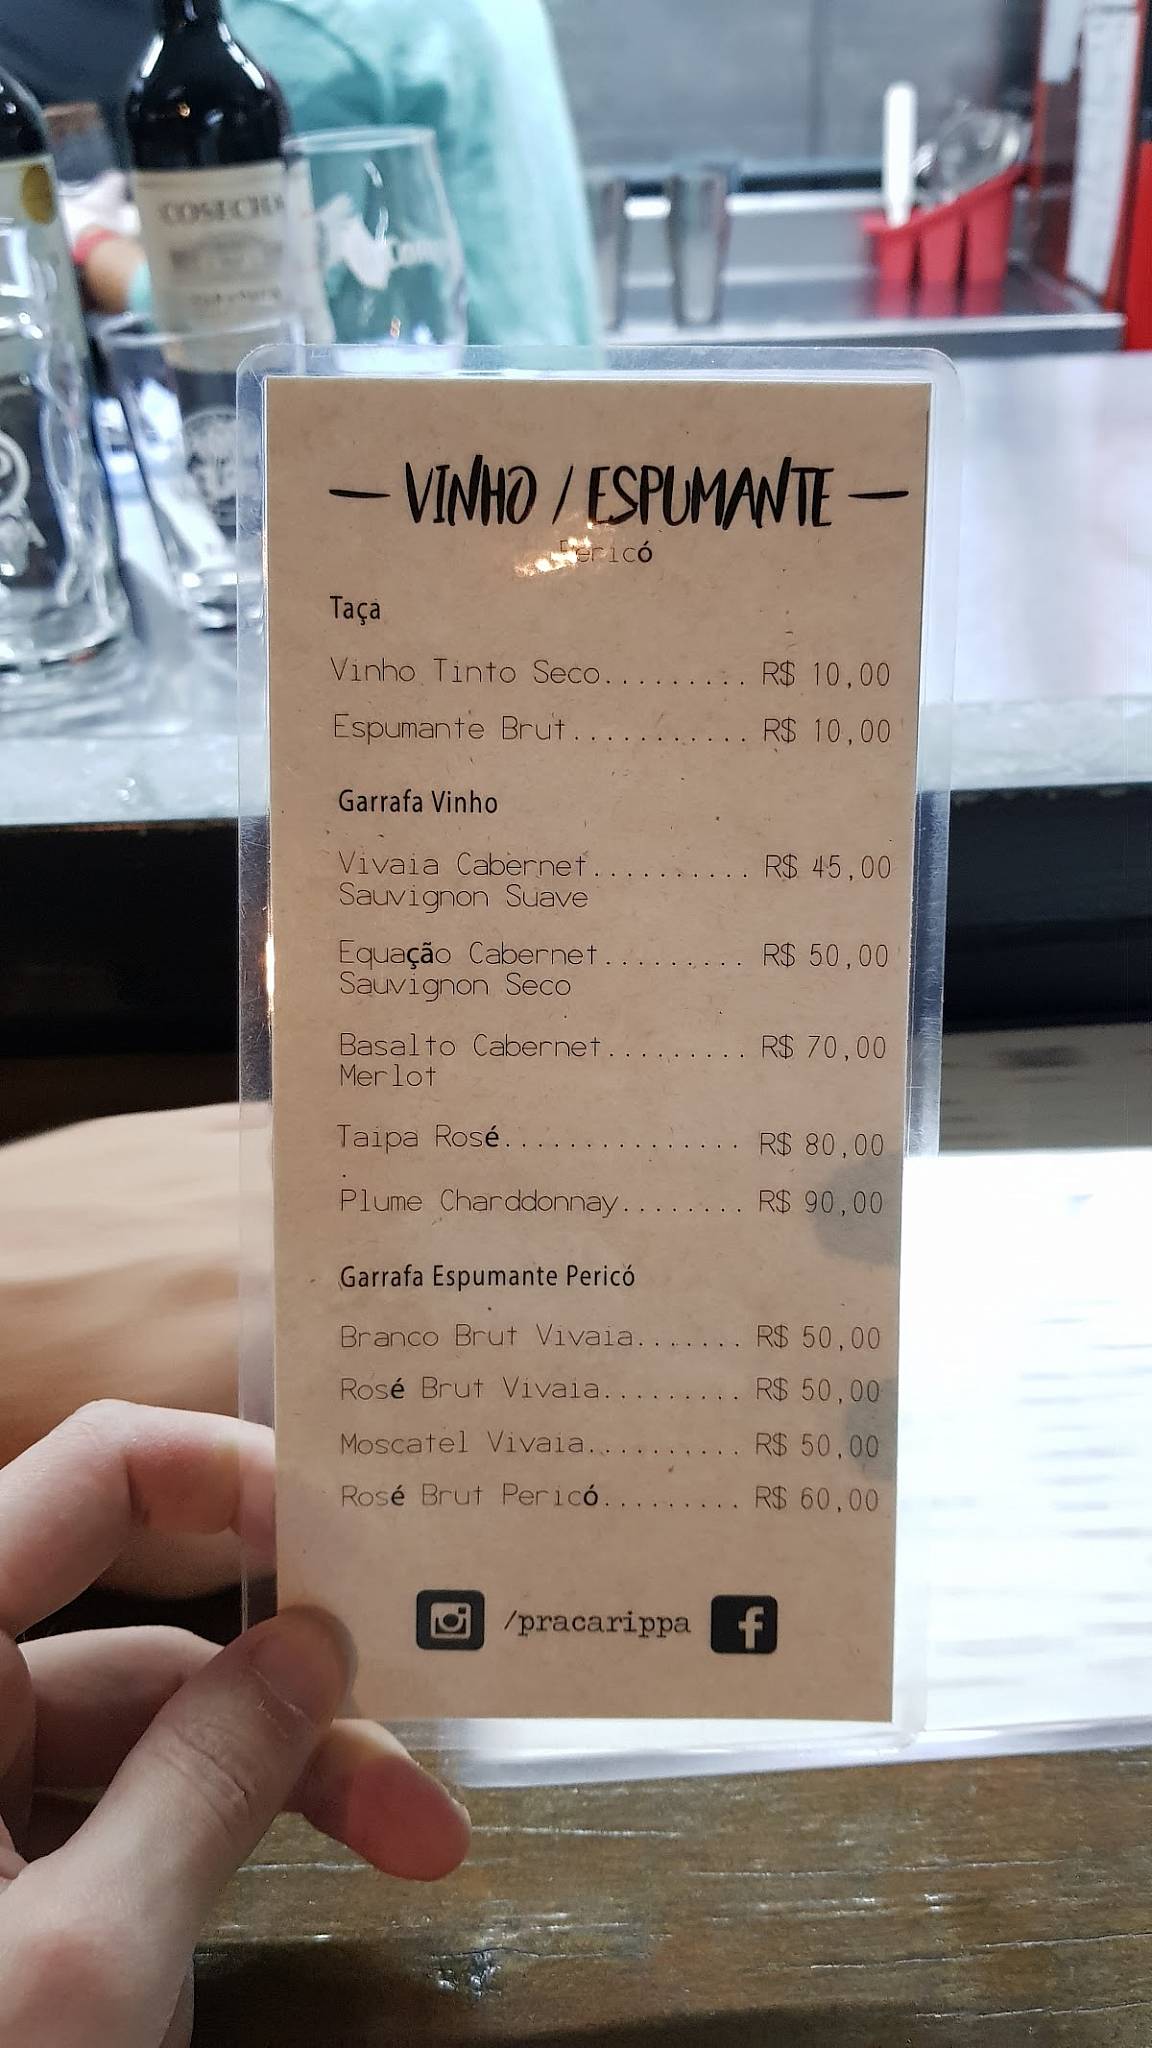 COSECHA
— VINHO / ESPUMANTE —
Pericó
Taça
Vinho Tinto Seco......... R$ 10,00
Espumante Brut........... R$ 10,00
Garrafa Vinho
Vivaia Cabernet.......... R$ 45,00
Sauvignon Suave
Equação Cabernet......... R$ 50,00
Sauvignon Seco
Basalto Cabernet......... R$ 70,00
Merlot
Taipa Rosé............... R$ 80,00
.
Plume Charddonnay........ R$ 90,00
Garrafa Espumante Pericó
Branco Brut Vivaia....... R$ 50,00
Rosé Brut Vivaia......... R$ 50,00
Moscatel Vivaia.......... R$ 50,00
Rosé Brut Pericó......... R$ 60,00
/pracarippa f